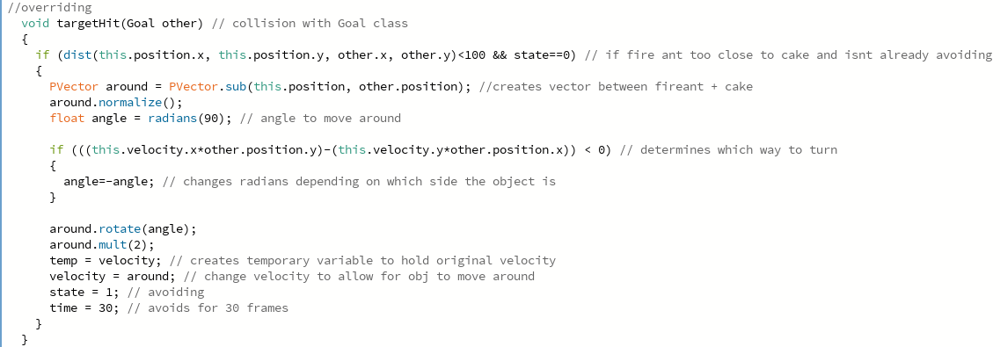 //overriding
void targetHit(Goal other) // collision with Goal class
{
if (dist(this.position.x, this.position.y, other.x, other.y)<100 && state==0) // if fire ant too close to cake and isnt already avoiding
{
PVector around = PVector.sub(this.position, other.position); //creates vector between fireant + cake
around.normalize();
float angle = radians(90); // angle to move around
if (((this.velocity.x*other.position.y)-(this.velocity.y*other.position.x)) < 0) // determines which way to turn
{
angle=-angle; // changes radians depending on which side the object is
}
around.rotate(angle);
around.mult(2);
temp = velocity; // creates temporary variable to hold original velocity
velocity = around; // change velocity to allow for obj to move around
state = 1; // avoiding
time = 30; // avoids for 30 frames
}
}